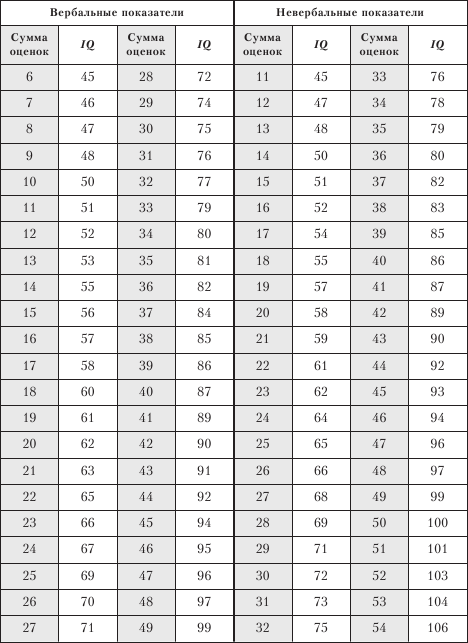 Вербальные показатели Невербальные показатели
Сумма оценок IQ Сумма оценок IQ Сумма оценок IQ Сумма оценок IQ
6 45 28 72 11 45 33 76
7 46 29 74 12 47 34 78
8 47 30 75 13 48 35 79
9 48 31 76 14 50 36 80
10 50 32 77 15 51 37 82
11 51 33 79 16 52 38 83
12 52 34 80 17 54 39 85
13 53 35 81 18 55 40 86
14 55 36 82 19 57 41 87
15 56 37 84 20 58 42 89
16 57 38 85 21 59 43 90
17 58 39 86 22 61 44 92
18 60 40 87 23 62 45 93
19 61 41 89 24 64 46 94
20 62 42 90 25 65 47 96
21 63 43 91 26 66 48 97
22 65 44 92 27 68 49 99
23 66 45 94 28 69 50 100
24 67 46 95 29 71 51 101
25 69 47 96 30 72 52 103
26 70 48 97 31 73 53 104
27 71 49 99 32 75 54 106